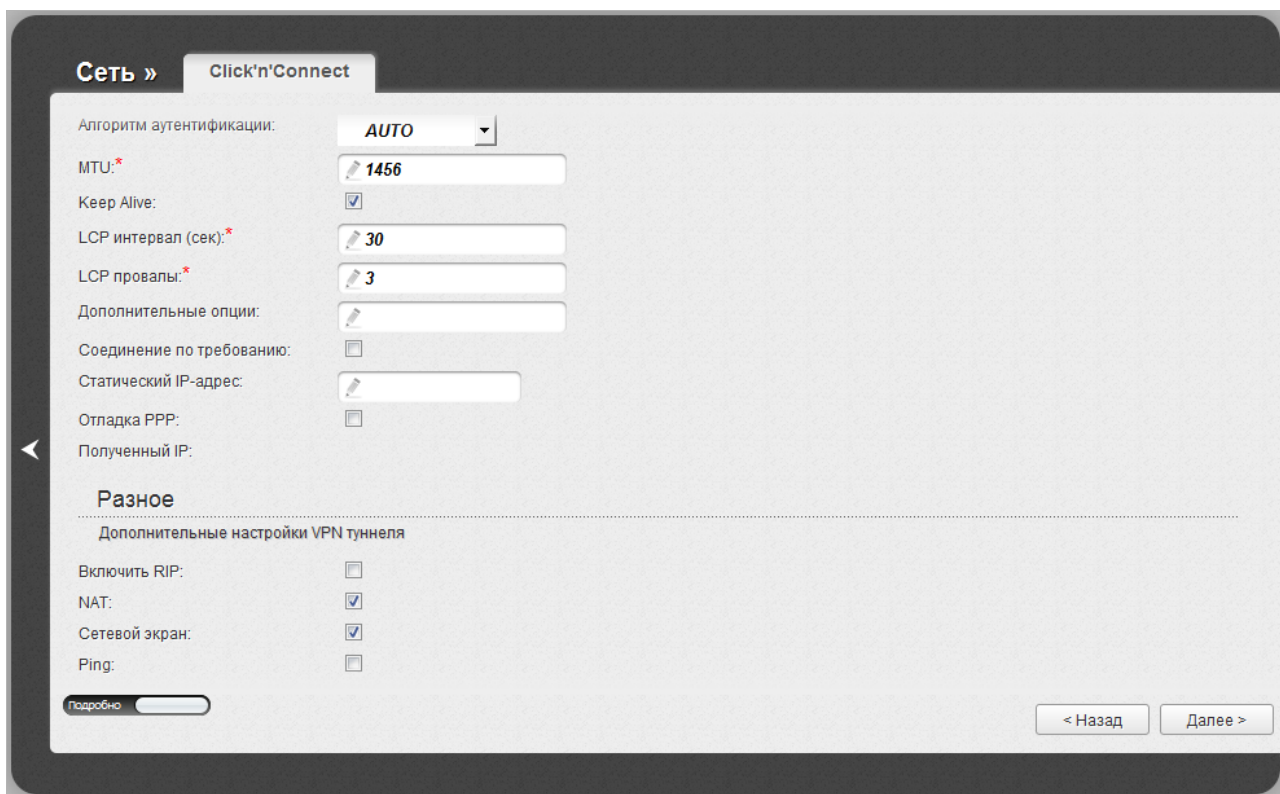 Сеть » Click'n'Connect
Алгоритм аутентификации: AUTO
MTU:* 1456
Keep Alive:
LCP интервал (сек):* 30
LCP провалы:* 3
Дополнительные опции:
Соединение по требованию:
Статический IP-адрес:
Отладка PPP:
Полученный IP:
Разное
Дополнительные настройки VPN туннеля
Включить RIP:
NAT:
Сетевой экран:
Ping:
Подробно
< Назад Далее >